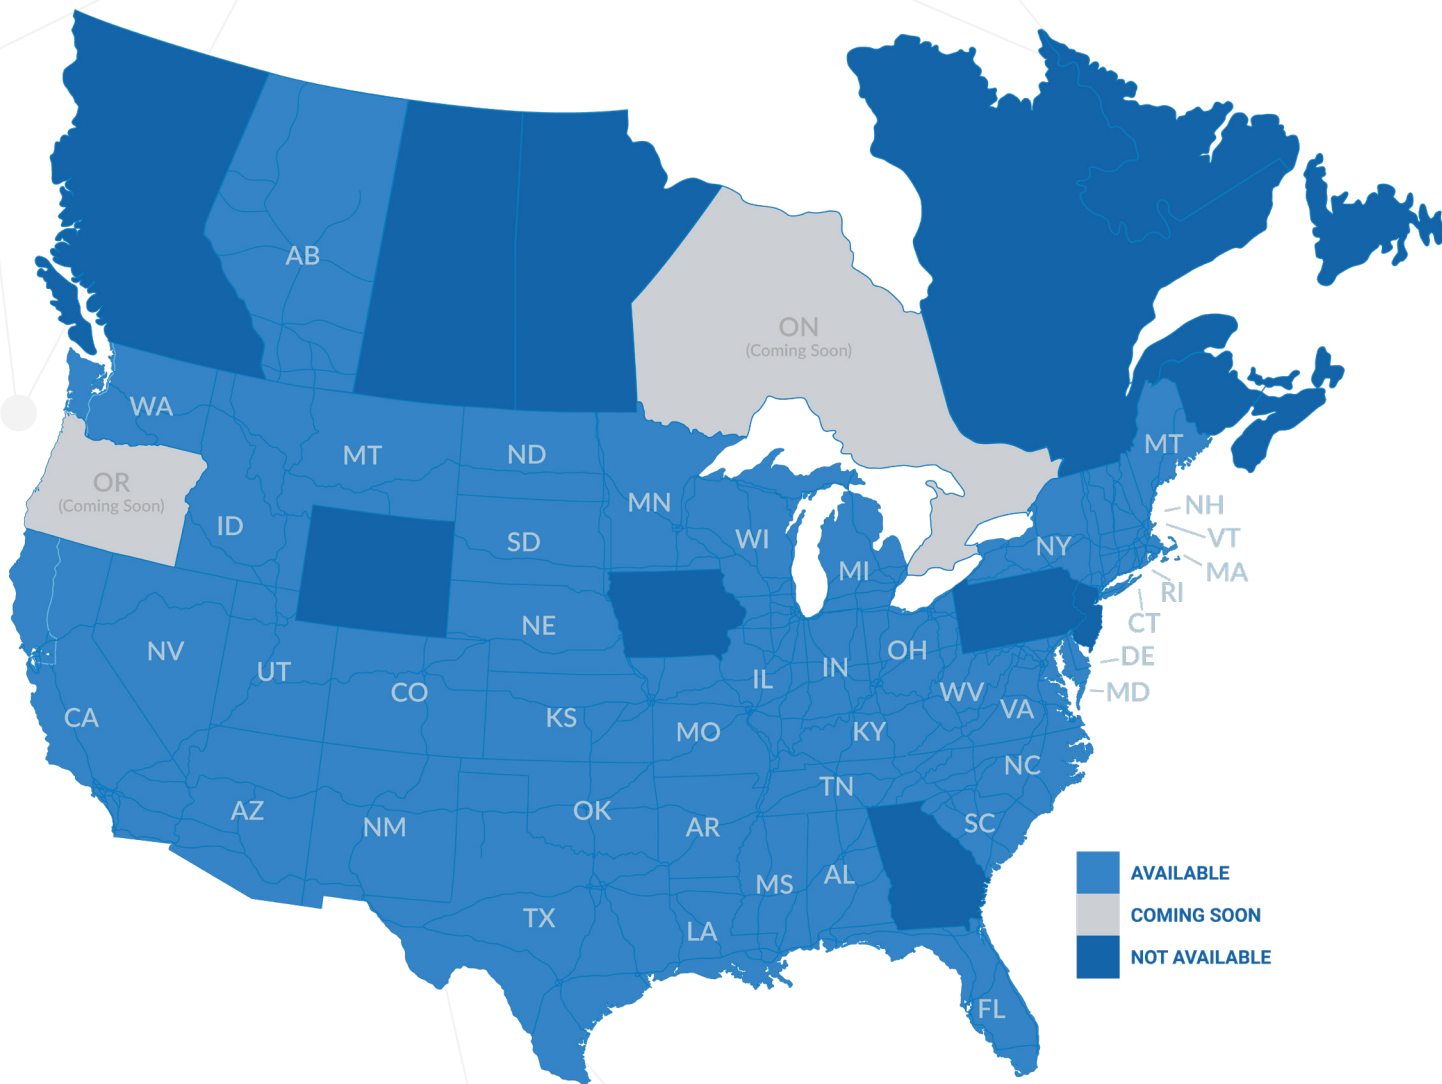 AB
ON
(Coming Soon)
WA
MT
ND
MN
MT
OR
(Coming Soon)
ID
SD
WI
MI
NY
NH
VT
MA
RI
CT
DE
MD
NE
NV
UT
CO
CA
KS
MO
IL
IN
OH
WV
VA
KY
NC
TN
SC
AZ
NM
OK
AR
MS
AL
TX
LA
FL
AVAILABLE
COMING SOON
NOT AVAILABLE